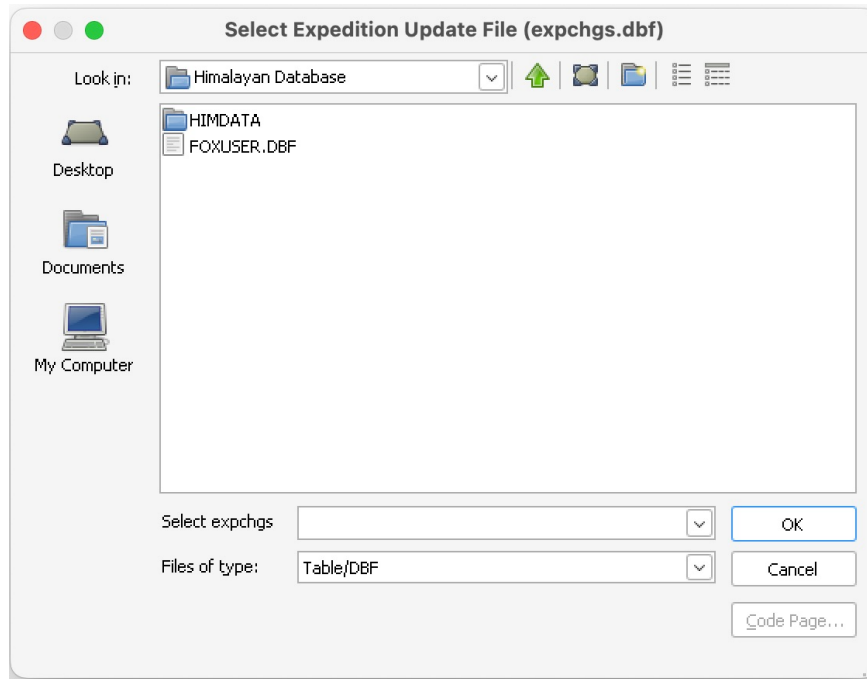 Select Expedition Update File (expchgs.dbf)
Look in:
Himalayan Database
HIMDATA
FOXUSER.DBF
Desktop
Documents
My Computer
Select expchgs
OK
Files of type:
Table/DBF
Cancel
Code Page...